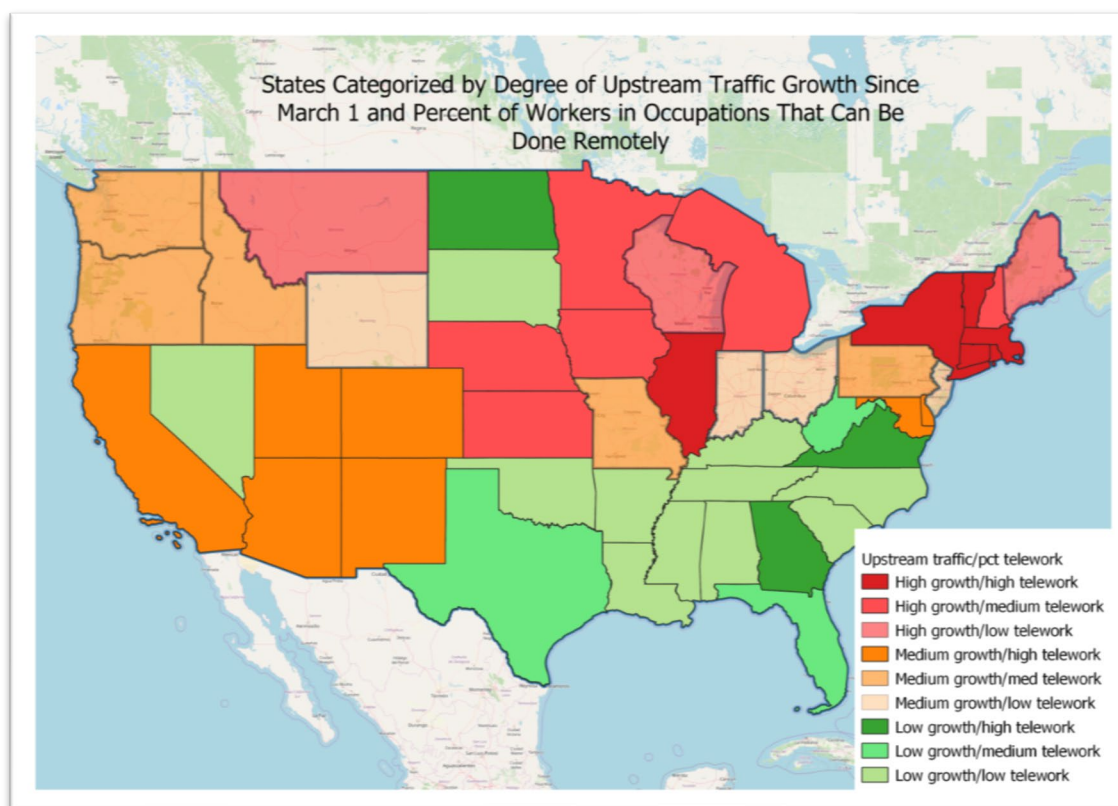 States Categorized by Degree of Upstream Traffic Growth Since
March 1 and Percent of Workers in Occupations That Can Be
Done Remotely
Upstream traffic/pct telework
High growth/high telework
High growth/medium telework
High growth/low telework
Medium growth/high telework
Medium growth/med telework
Medium growth/low telework
Low growth/high telework
Low growth/medium telework
Low growth/low telework